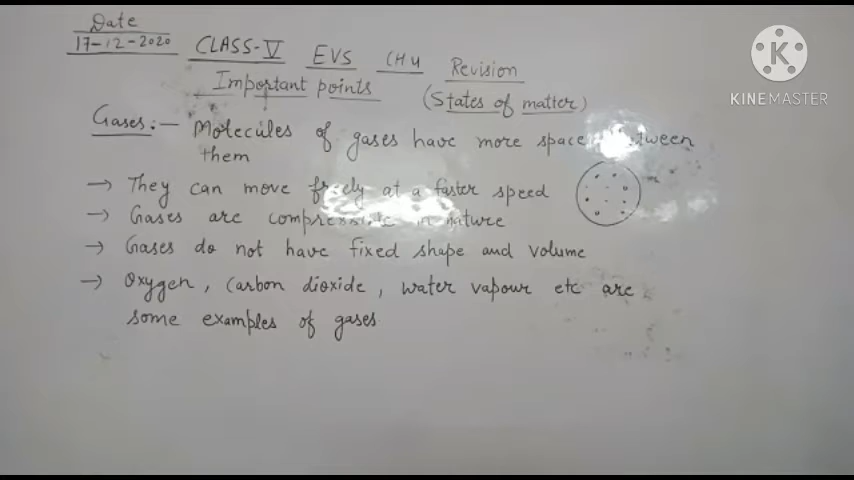 Date
17-12-2020 CLASS-V EVS CH4 Revision
Important points (States of matter)
Gases:- Molecules of gases have more space between
them
→ They can move freely at a faster speed
→ Gases are compressible in nature
→ Gases do not have fixed shape and volume
→ Oxygen, Carbon dioxide, water vapour etc are
some examples of gases
K
KINEMASTER